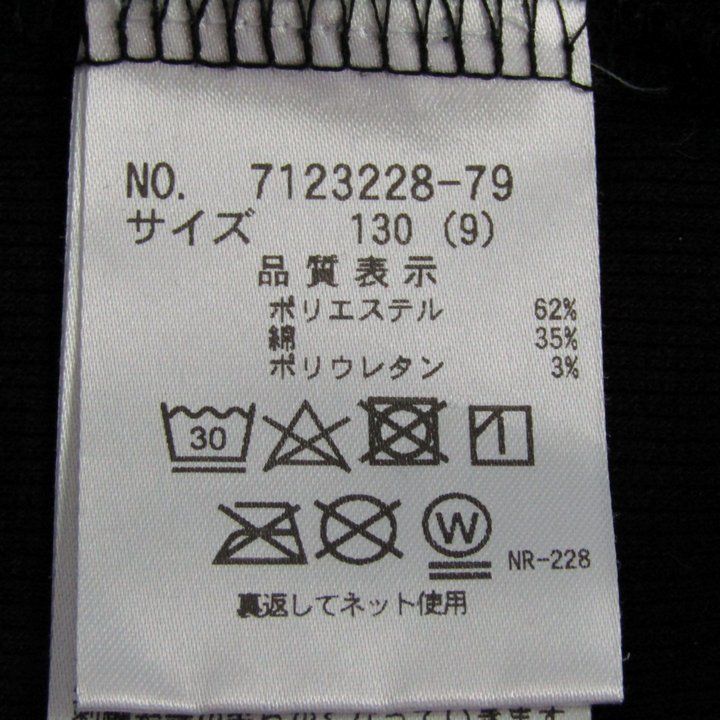 NO. 7123228-79
サイズ 130 (9)
品質表示
ポリエステル 62%
綿 35%
ポリウレタン 3%
30
W
NR-228
裏返してネット使用